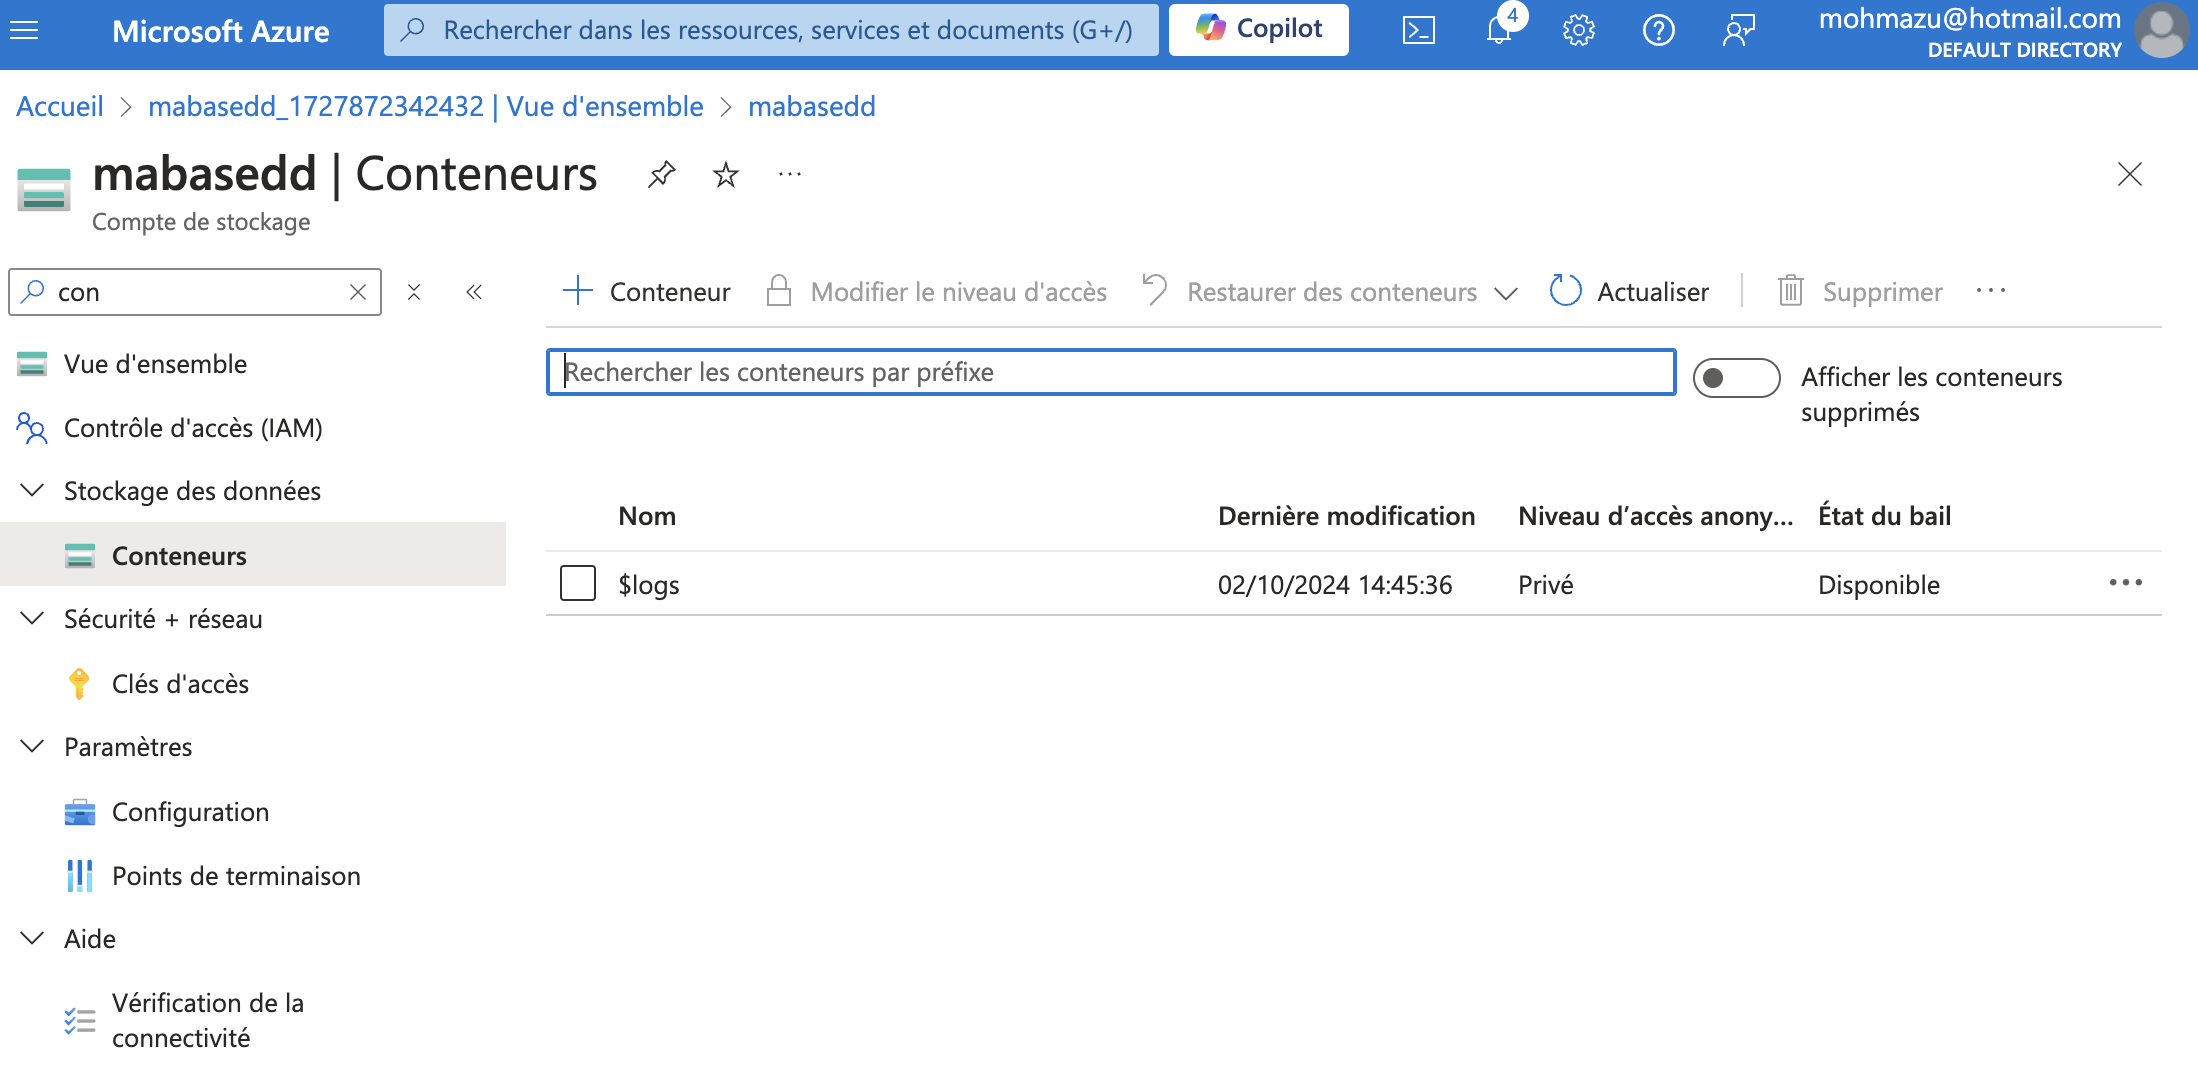 Microsoft Azure
Rechercher dans les ressources, services et documents (G+/)
Copilot
4
mohmazu@hotmail.com
DEFAULT DIRECTORY
Accueil > mabasedd_1727872342432 | Vue d'ensemble > mabasedd
mabasedd | Conteneurs
Compte de stockage
con
Conteneur
Modifier le niveau d'accès
Restaurer des conteneurs
Actualiser
Supprimer
Rechercher les conteneurs par préfixe
Afficher les conteneurs
supprimés
Vue d'ensemble
Contrôle d'accès (IAM)
Stockage des données
Conteneurs
Sécurité + réseau
Clés d'accès
Paramètres
Configuration
Points de terminaison
Aide
Vérification de la
connectivité
Nom Dernière modification Niveau d’accès anony... État du bail
$logs 02/10/2024 14:45:36 Privé Disponible